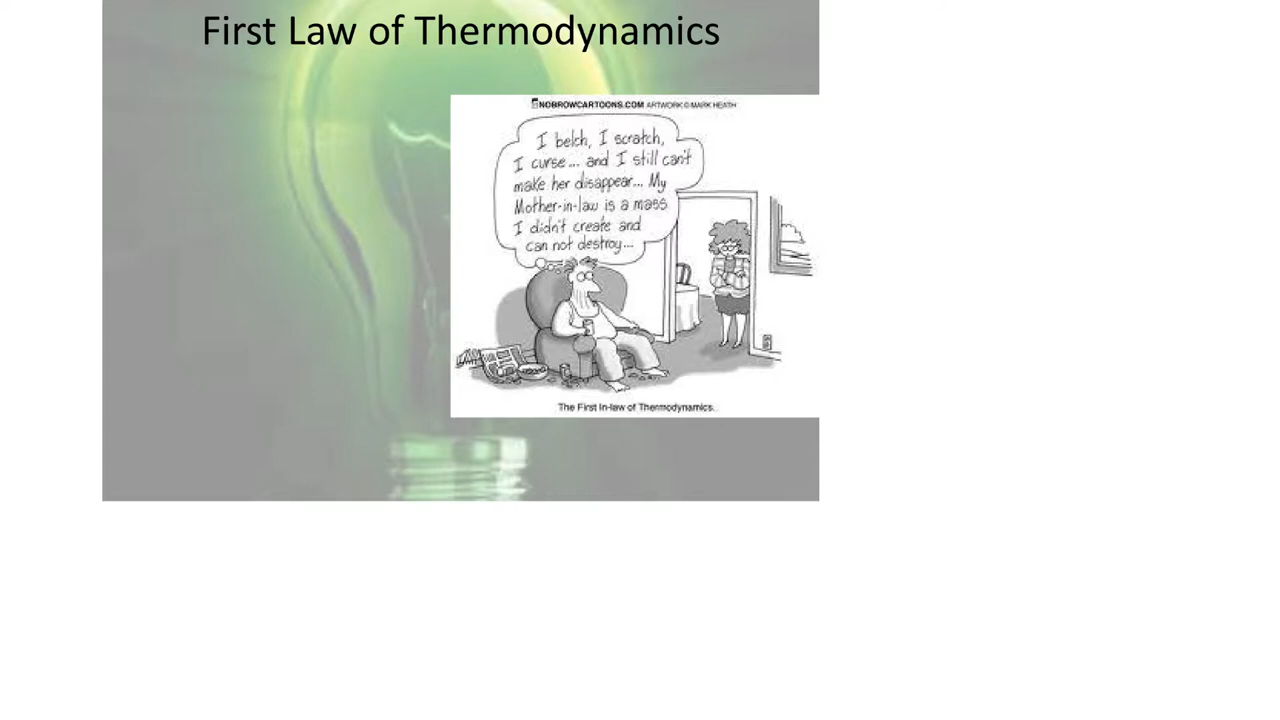 First Law of Thermodynamics
NOBROWCARTOONS.COM ARTWORK © MARK HEATH
I belch, I scratch,
I curse... and I still can't
make her disappear... My
Mother-in-law is a mass
I didn't create and
can not destroy...
The First In-law of Thermodynamics.